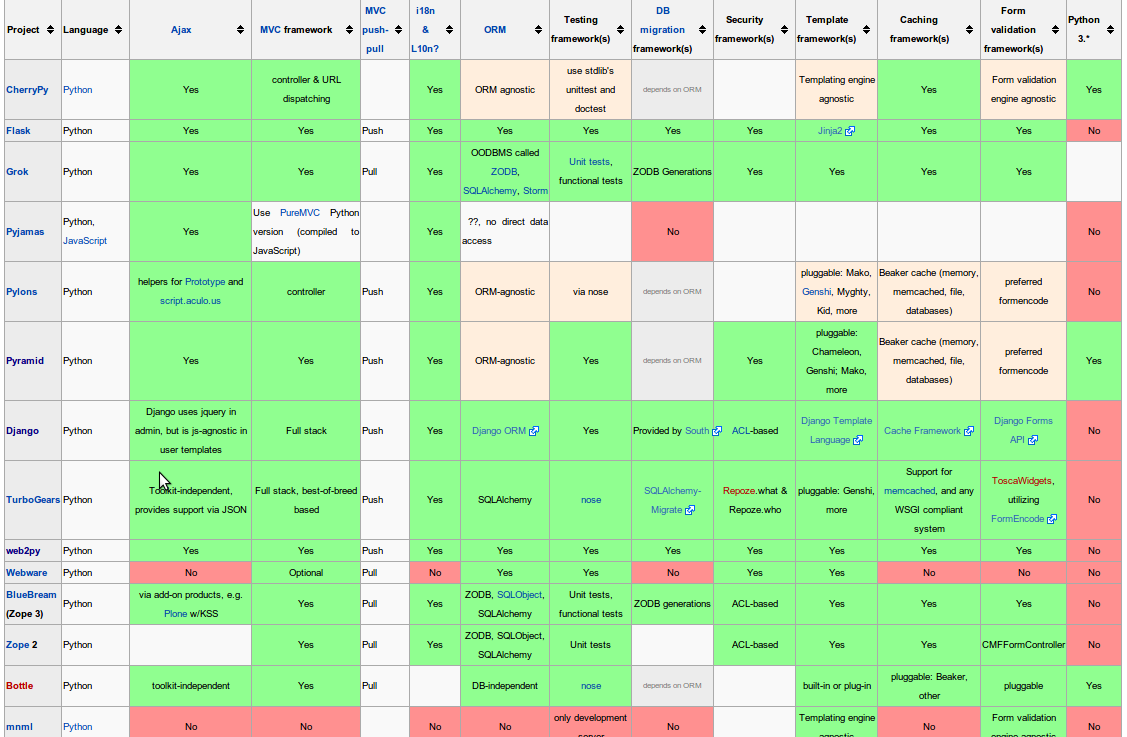 Project Language Ajax MVC framework MVC push-pull i18n & L10n? ORM Testing framework(s) DB migration framework(s) Security framework(s) Template framework(s) Caching framework(s) Form validation framework(s) Python 3.*
CherryPy Python Yes controller & URL dispatching Yes ORM agnostic use stdlib's unittest and doctest depends on ORM Templating engine agnostic Yes Form validation engine agnostic Yes
Flask Python Yes Yes Push Yes Yes Yes Yes Yes Jinja2 Yes Yes No
Grok Python Yes Yes Pull Yes OODBMS called ZODB, SQLAlchemy, Storm Unit tests, functional tests ZODB Generations Yes Yes Yes Yes
Pyjamas Python, JavaScript Yes Use PureMVC Python version (compiled to JavaScript) Yes ??, no direct data access No No
Pylons Python helpers for Prototype and script.aculo.us controller Push Yes ORM-agnostic via nose depends on ORM pluggable: Mako, Genshi, Myghty, Kid, more Beaker cache (memory, memcached, file, databases) preferred formencode No
Pyramid Python Yes Yes Push Yes ORM-agnostic Yes depends on ORM Yes pluggable: Chameleon, Genshi; Mako, more Beaker cache (memory, memcached, file, databases) preferred formencode Yes
Django Python Django uses jquery in admin, but is js-agnostic in user templates Full stack Push Yes Django ORM Yes Provided by South ACL-based Django Template Language Cache Framework Django Forms API No
TurboGears Python Toolkit-independent, provides support via JSON Full stack, best-of-breed based Push Yes SQLAlchemy nose SQLAlchemy-Migrate Repoze.what & Repoze.who pluggable: Genshi, more Support for memcached, and any WSGI compliant system ToscaWidgets, utilizing FormEncode No
web2py Python Yes Yes Push Yes Yes Yes Yes Yes Yes Yes Yes No
Webware Python No Optional Pull No Yes Yes No Yes Yes No No No
BlueBream (Zope 3) Python via add-on products, e.g. Plone w/KSS Yes Pull Yes ZODB, SQLObject, SQLAlchemy Unit tests, functional tests ZODB generations ACL-based Yes Yes Yes No
Zope 2 Python Yes Pull Yes ZODB, SQLObject, SQLAlchemy Unit tests ACL-based Yes Yes CMFFormController No
Bottle Python toolkit-independent Yes Pull DB-independent nose depends on ORM built-in or plug-in pluggable: Beaker, other pluggable Yes
mnml Python No No No No only development server No Templating engine agnostic No Form validation engine agnostic No